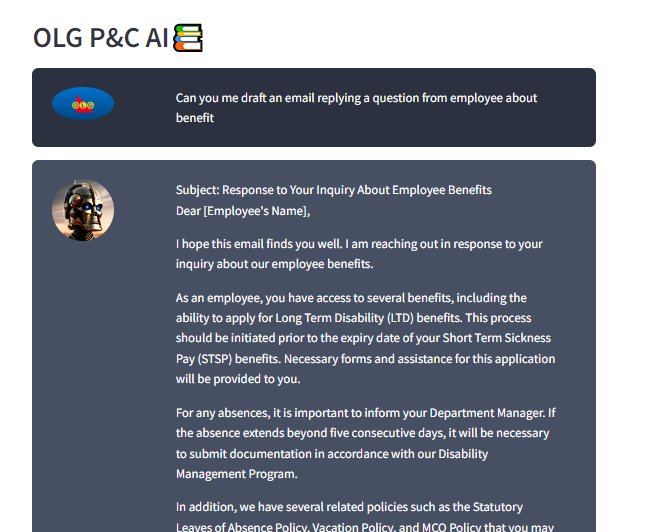 OLG P&C AI
OLG
Can you me draft an email replying a question from employee about
benefit
Subject: Response to Your Inquiry About Employee Benefits
Dear [Employee's Name],
I hope this email finds you well. I am reaching out in response to your
inquiry about our employee benefits.
As an employee, you have access to several benefits, including the
ability to apply for Long Term Disability (LTD) benefits. This process
should be initiated prior to the expiry date of your Short Term Sickness
Pay (STSP) benefits. Necessary forms and assistance for this application
will be provided to you.
For any absences, it is important to inform your Department Manager. If
the absence extends beyond five consecutive days, it will be necessary
to submit documentation in accordance with our Disability
Management Program.
In addition, we have several related policies such as the Statutory
Leaves of Absence Policy, Vacation Policy, and MCO Policy that you may